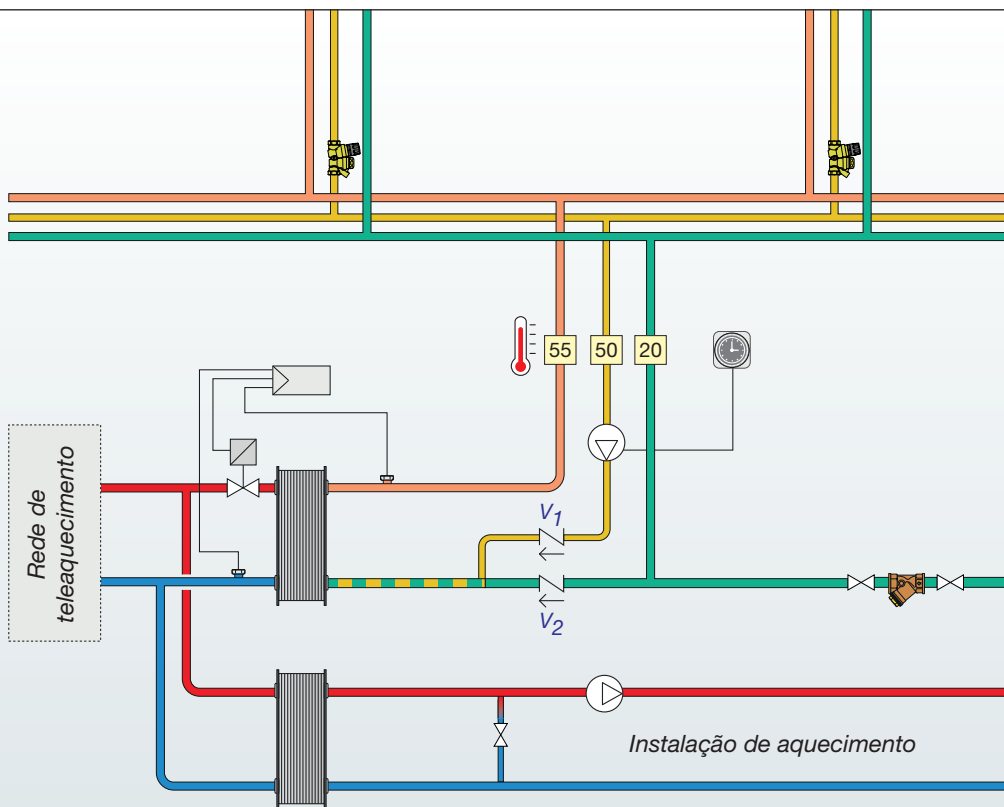 55
50
20
Rede de
teleaquecimento
V1
V2
Instalação de aquecimento